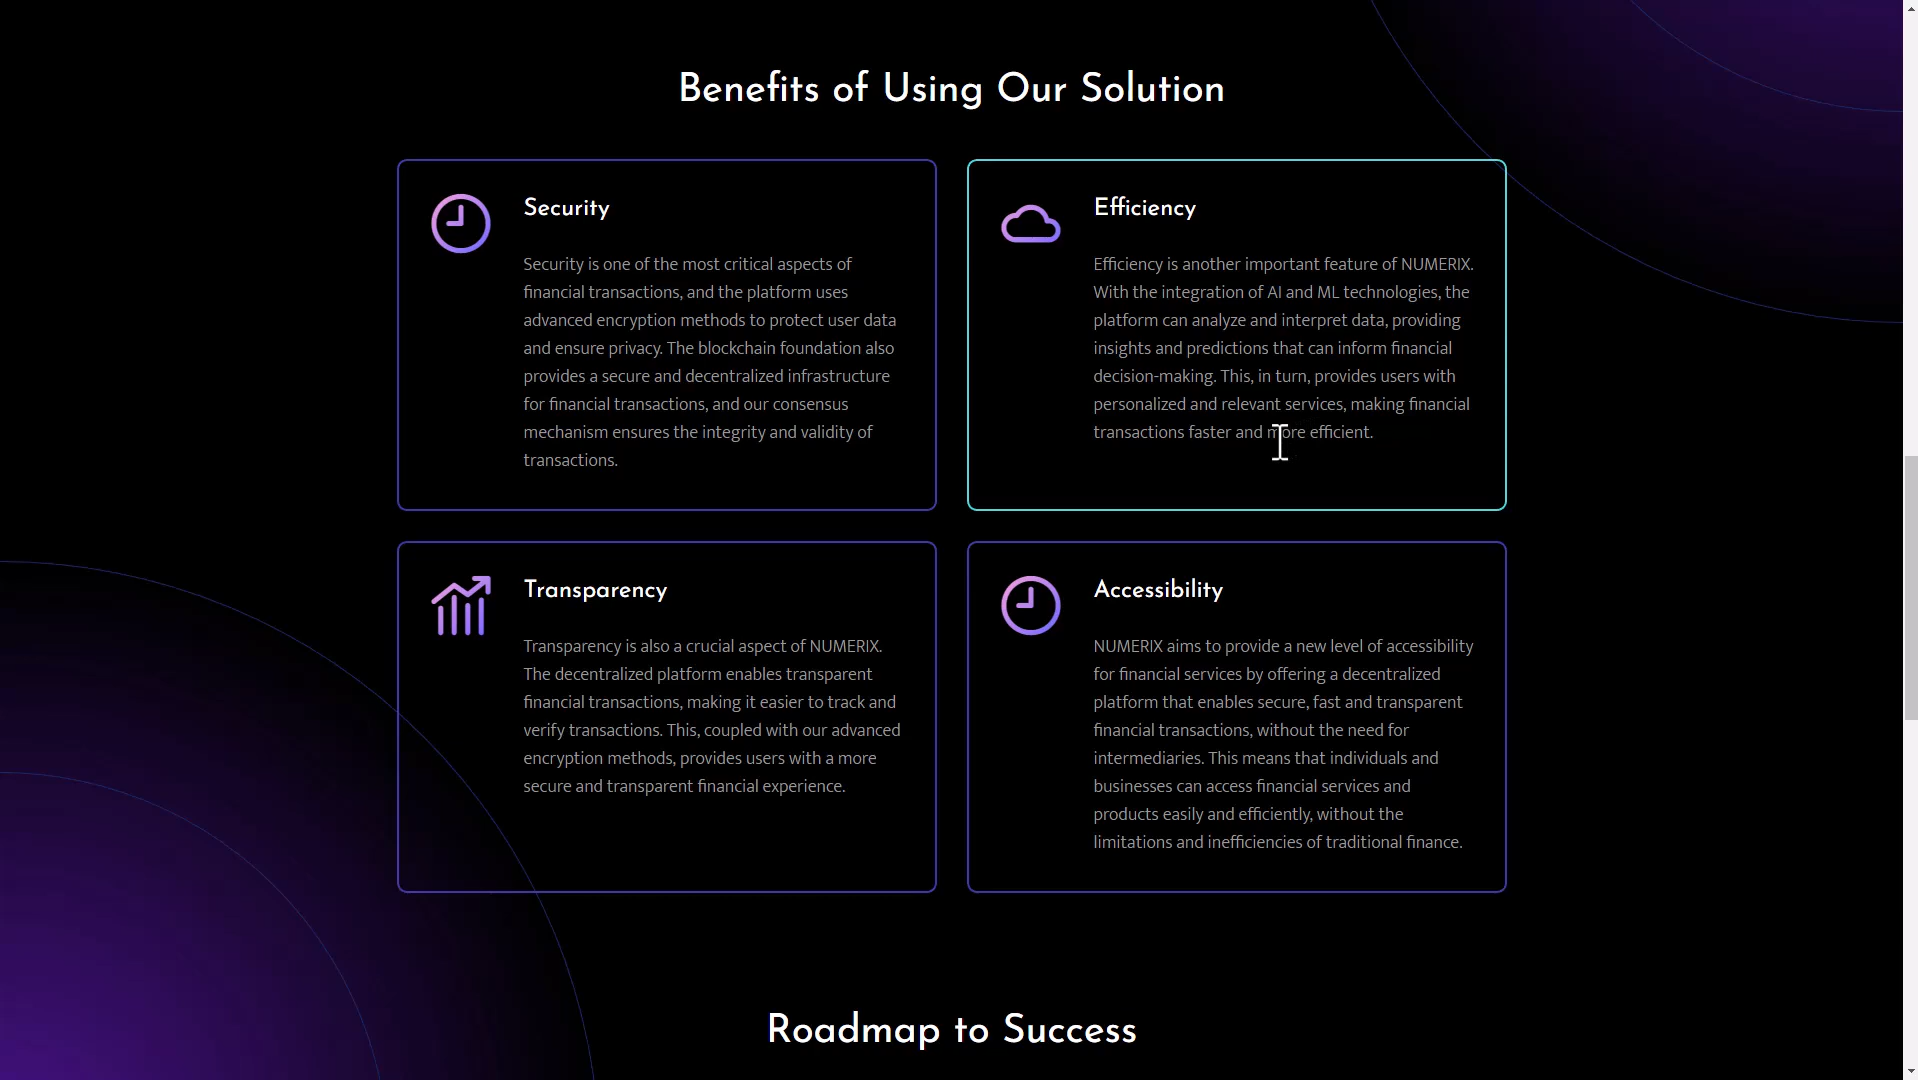 Benefits of Using Our Solution
Security
Security is one of the most critical aspects of
financial transactions, and the platform uses
advanced encryption methods to protect user data
and ensure privacy. The blockchain foundation also
provides a secure and decentralized infrastructure
for financial transactions, and our consensus
mechanism ensures the integrity and validity of
transactions.
Efficiency
Efficiency is another important feature of NUMERIX.
With the integration of AI and ML technologies, the
platform can analyze and interpret data, providing
insights and predictions that can inform financial
decision-making. This, in turn, provides users with
personalized and relevant services, making financial
transactions faster and more efficient.
Transparency
Transparency is also a crucial aspect of NUMERIX.
The decentralized platform enables transparent
financial transactions, making it easier to track and
verify transactions. This, coupled with our advanced
encryption methods, provides users with a more
secure and transparent financial experience.
Accessibility
NUMERIX aims to provide a new level of accessibility
for financial services by offering a decentralized
platform that enables secure, fast and transparent
financial transactions, without the need for
intermediaries. This means that individuals and
businesses can access financial services and
products easily and efficiently, without the
limitations and inefficiencies of traditional finance.
Roadmap to Success